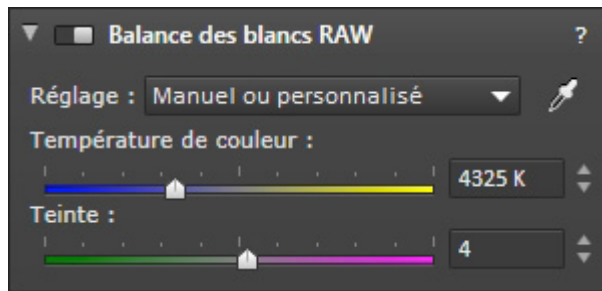 Balance des blancs RAW ?
Réglage : Manuel ou personnalisé
Température de couleur :
4325 K
Teinte :
4